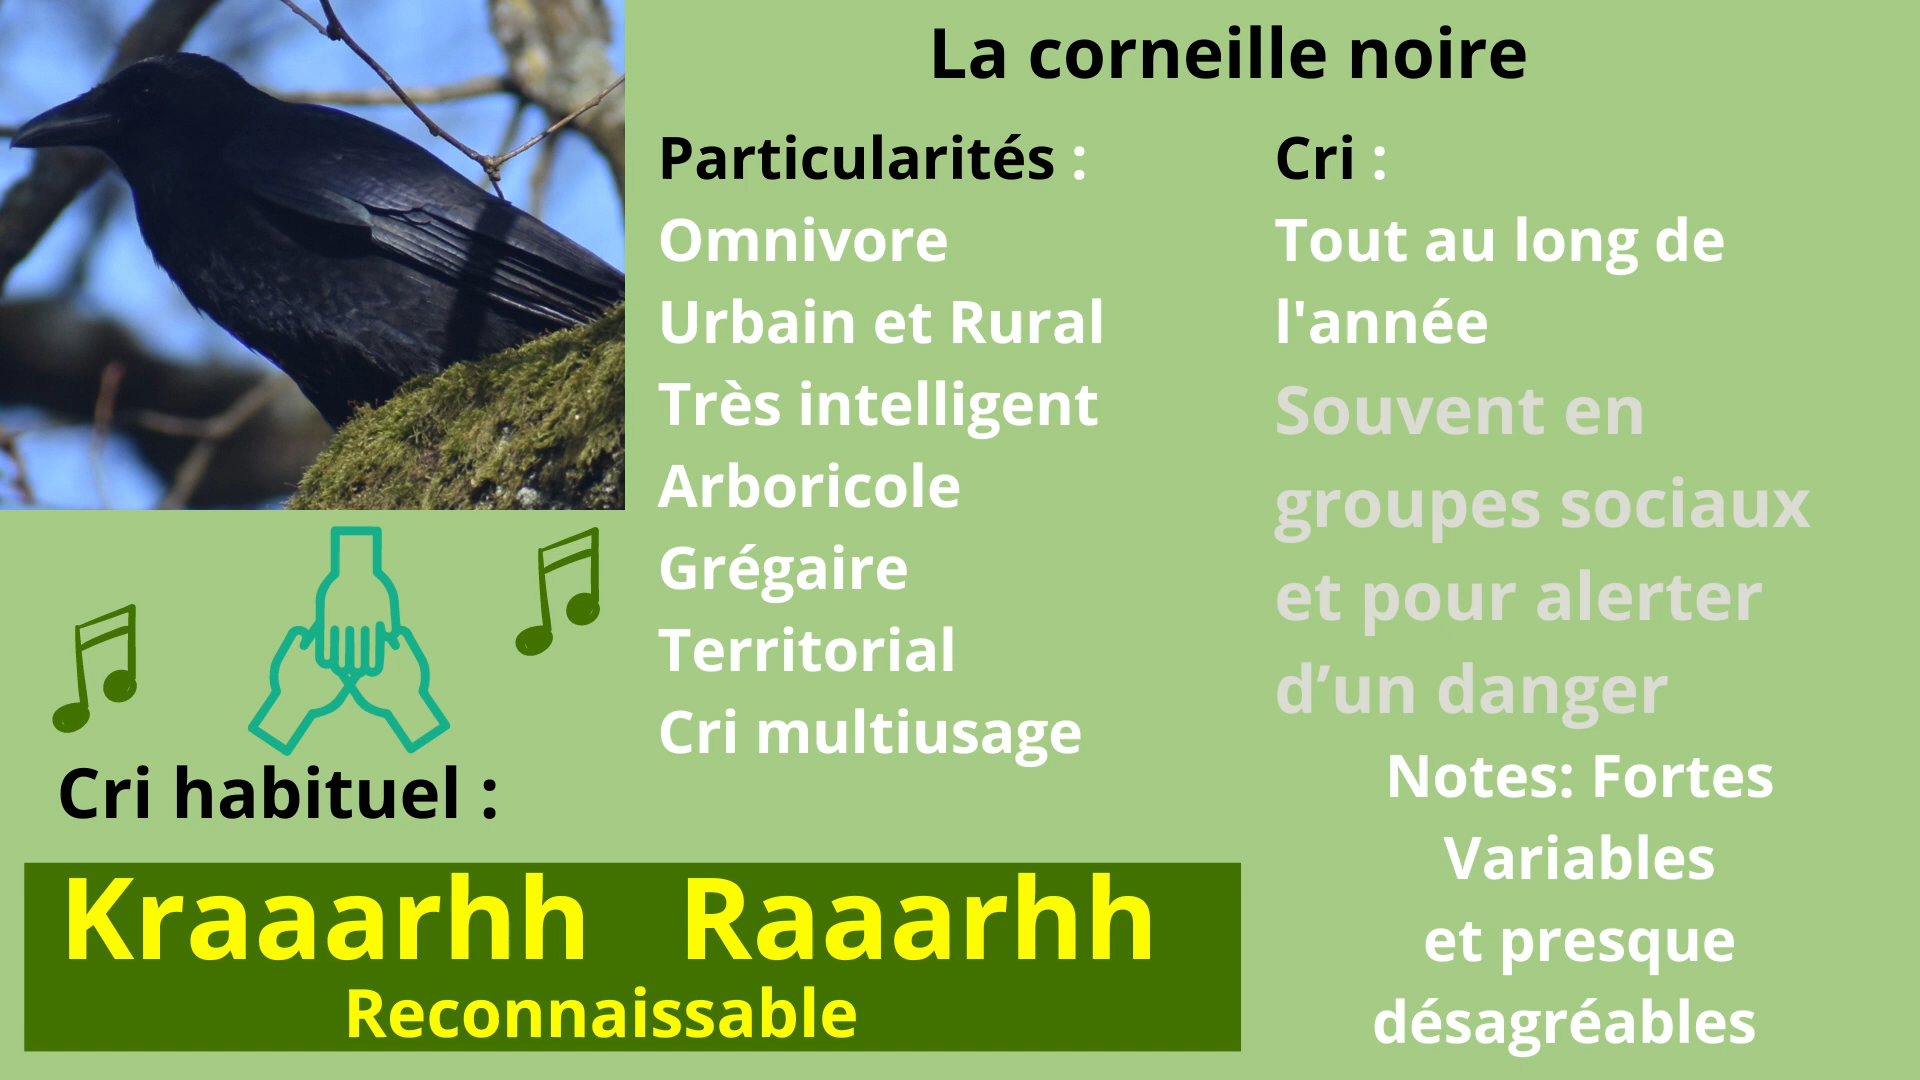 La corneille noire
Particularités :
Omnivore
Urbain et Rural
Très intelligent
Arboricole
Grégaire
Territorial
Cri multiusage
Cri :
Tout au long de
l'année
Souvent en
groupes sociaux
et pour alerter
d’un danger
Notes: Fortes
Variables
et presque
désagréables
Cri habituel :
Kraaarhh Raaarhh
Reconnaissable